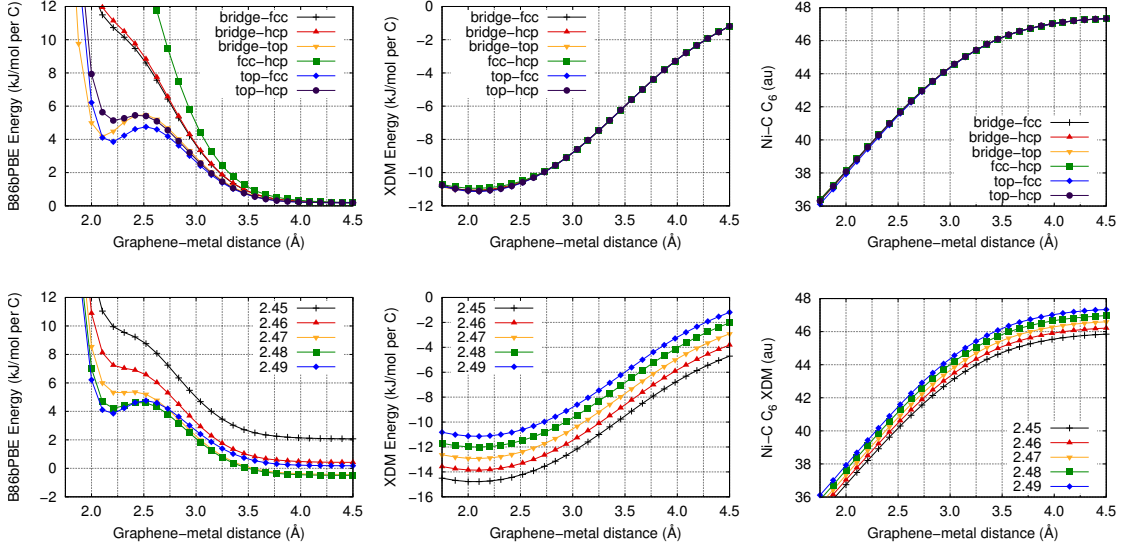 B86bPBE Energy (kJ/mol per C)
12
10
8
6
4
2
0
2.0 2.5 3.0 3.5 4.0 4.5
Graphene−metal distance (Å)
bridge−fcc
bridge−hcp
bridge−top
fcc−hcp
top−fcc
top−hcp
XDM Energy (kJ/mol per C)
0
−2
−4
−6
−8
−10
−12
2.0 2.5 3.0 3.5 4.0 4.5
Graphene−metal distance (Å)
bridge−fcc
bridge−hcp
bridge−top
fcc−hcp
top−fcc
top−hcp
Ni−C C6 (au)
48
46
44
42
40
38
36
2.0 2.5 3.0 3.5 4.0 4.5
Graphene−metal distance (Å)
bridge−fcc
bridge−hcp
bridge−top
fcc−hcp
top−fcc
top−hcp
B86bPBE Energy (kJ/mol per C)
12
10
8
6
4
2
0
−2
2.0 2.5 3.0 3.5 4.0 4.5
Graphene−metal distance (Å)
2.45
2.46
2.47
2.48
2.49
XDM Energy (kJ/mol per C)
0
−2
−4
−6
−8
−10
−12
−14
−16
2.0 2.5 3.0 3.5 4.0 4.5
Graphene−metal distance (Å)
2.45
2.46
2.47
2.48
2.49
Ni−C C6 XDM (au)
48
46
44
42
40
38
36
2.0 2.5 3.0 3.5 4.0 4.5
Graphene−metal distance (Å)
2.45
2.46
2.47
2.48
2.49